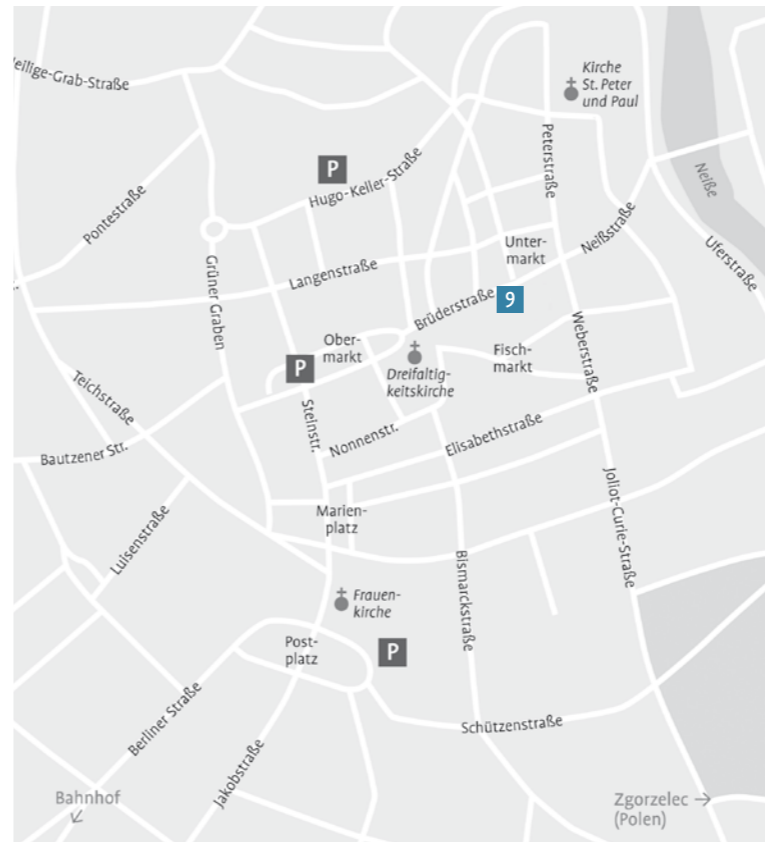 Heilige-Grab-Straße
Kirche
St. Peter
und Paul
P
Hugo-Keller-Straße
Peterstraße
Neiße
Pontestraße
Neißstraße
Uferstraße
Unter-
markt
Grüner Graben
Langenstraße
Brüderstraße
9
Ober-
markt
Weberstraße
Fisch-
markt
P
Dreifaltig-
keitskirche
Teichstraße
Steinstr.
Nonnenstr.
Elisabethstraße
Bautzener Str.
Joliot-Curie-Straße
Marien-
platz
Luisenstraße
Bismarckstraße
Frauen-
kirche
Post-
platz
P
Berliner Straße
Schützenstraße
Jakobstraße
Bahnhof
↙
Zgorzelec →
(Polen)